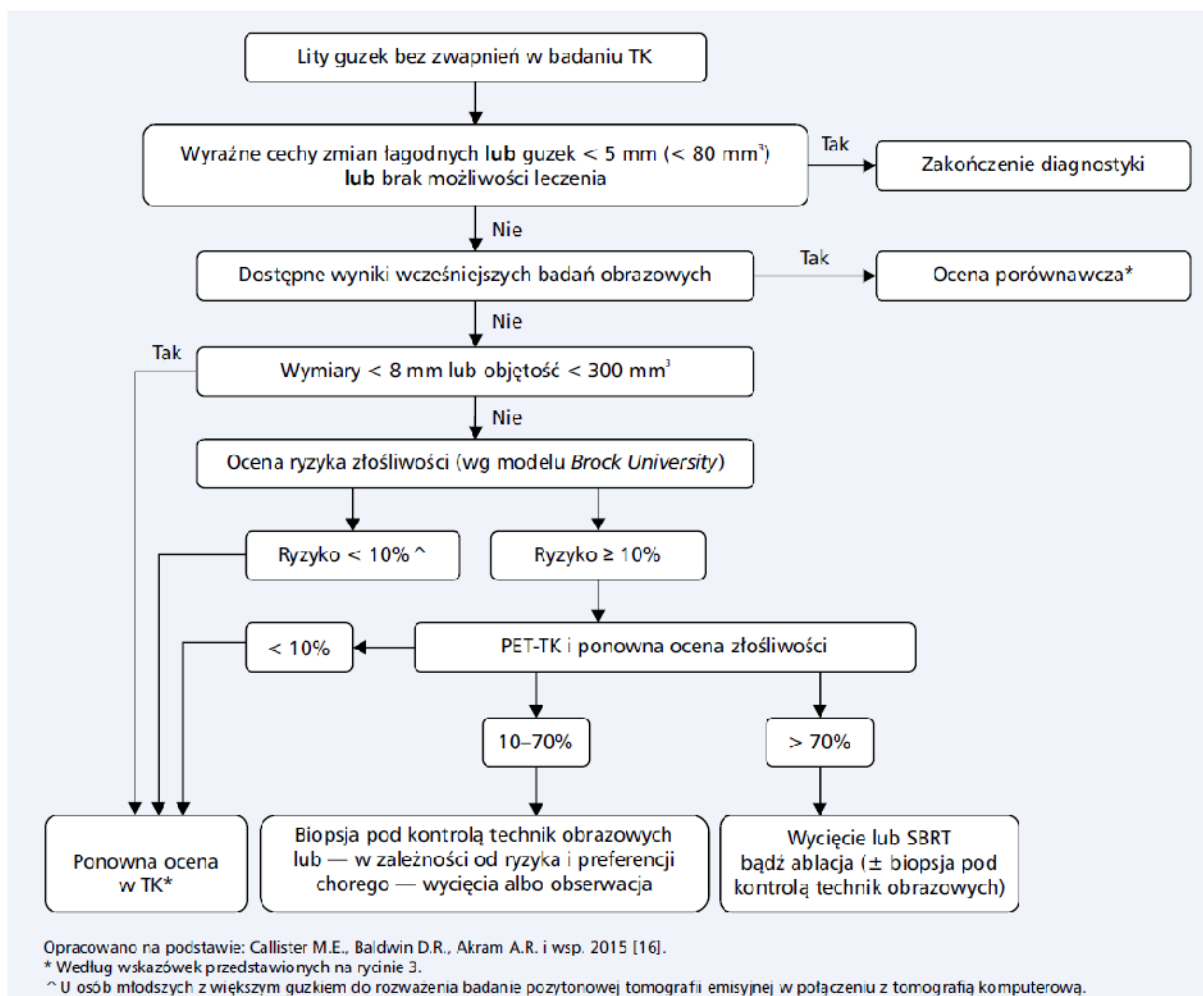 Lity guzek bez zwapnień w badaniu TK
Wyraźne cechy zmian łagodnych lub guzek < 5 mm (< 80 mm³)
lub brak możliwości leczenia
Tak
Zakończenie diagnostyki
Nie
Dostępne wyniki wcześniejszych badań obrazowych
Tak
Ocena porównawcza*
Nie
Tak
Wymiary < 8 mm lub objętość < 300 mm³
Nie
Ocena ryzyka złośliwości (wg modelu Brock University)
Ryzyko < 10% ^
Ryzyko ≥ 10%
< 10%
PET-TK i ponowna ocena złośliwości
10–70%
> 70%
Ponowna ocena
w TK*
Biopsja pod kontrolą technik obrazowych
lub — w zależności od ryzyka i preferencji
chorego — wycięcia albo obserwacja
Wycięcie lub SBRT
bądź ablacja (± biopsja pod
kontrolą technik obrazowych)
Opracowano na podstawie: Callister M.E., Baldwin D.R., Akram A.R. i wsp. 2015 [16].
* Według wskazówek przedstawionych na rycinie 3.
^ U osób młodszych z większym guzkiem do rozważenia badanie pozytonowej tomografii emisyjnej w połączeniu z tomografią komputerową.